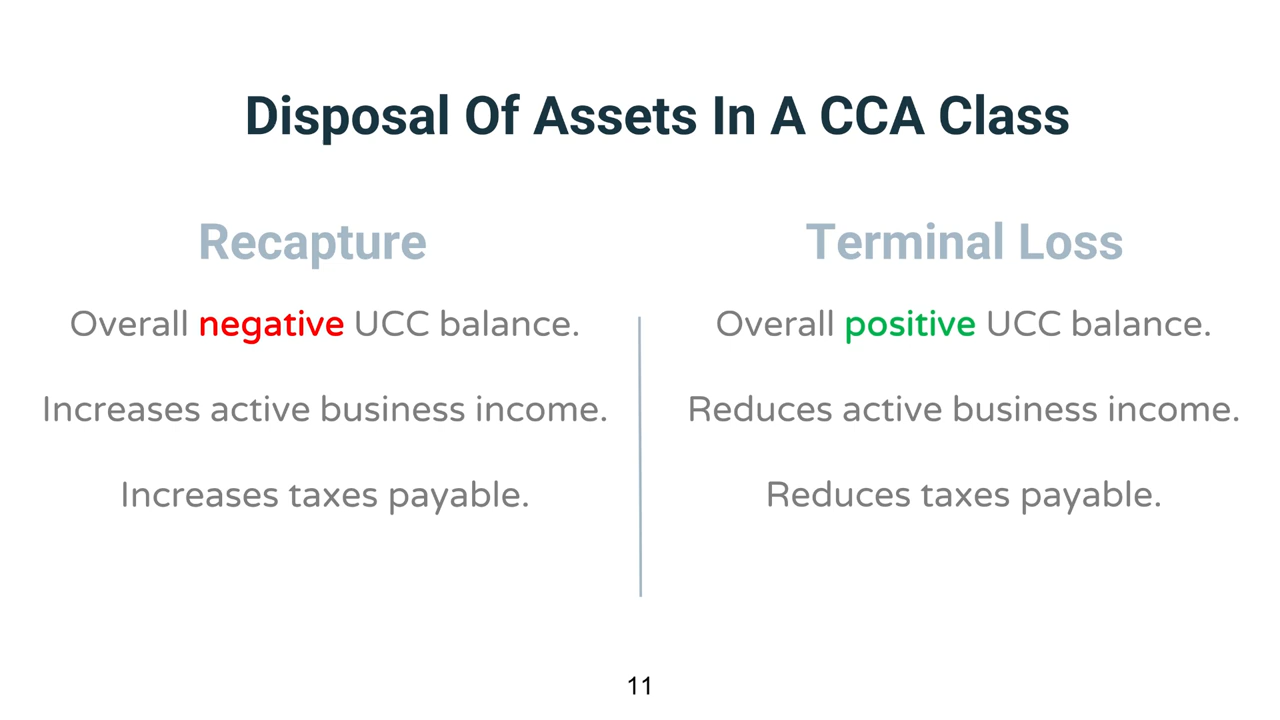 Disposal Of Assets In A CCA Class
Recapture
Overall negative UCC balance.
Increases active business income.
Increases taxes payable.
Terminal Loss
Overall positive UCC balance.
Reduces active business income.
Reduces taxes payable.
11